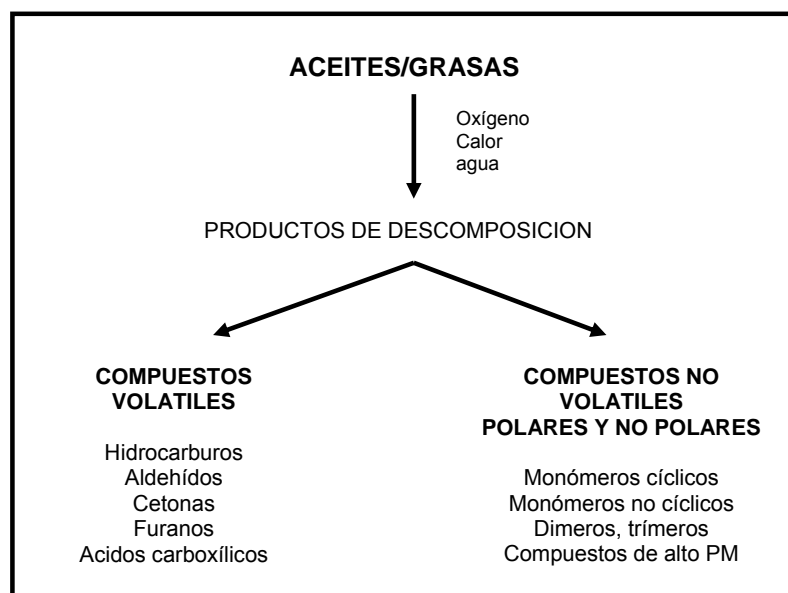 ACEITES/GRASAS
Oxígeno
Calor
agua
PRODUCTOS DE DESCOMPOSICION
COMPUESTOS
VOLATILES
Hidrocarburos
Aldehídos
Cetonas
Furanos
Acidos carboxílicos
COMPUESTOS NO
VOLATILES
POLARES Y NO POLARES
Monómeros cíclicos
Monómeros no cíclicos
Dimeros, trímeros
Compuestos de alto PM